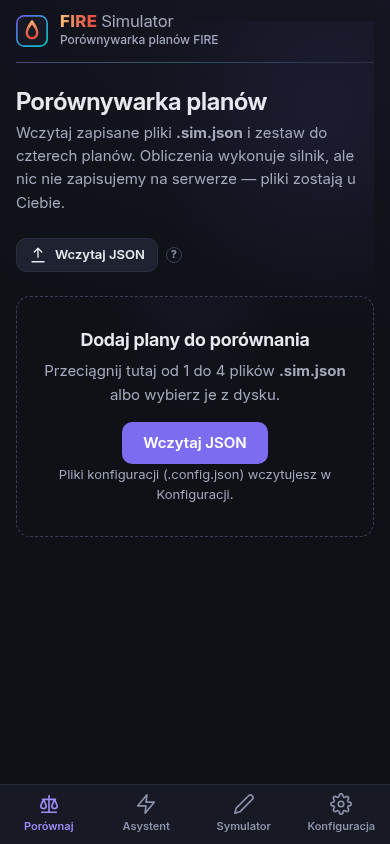 FIRE Simulator
Porównywarka planów FIRE
Porównywarka planów
Wczytaj zapisane pliki .sim.json i zestaw do
czterech planów. Obliczenia wykonuje silnik, ale
nic nie zapisujemy na serwerze — pliki zostają u
Ciebie.
Wczytaj JSON ?
Dodaj plany do porównania
Przeciągnij tutaj od 1 do 4 plików .sim.json
albo wybierz je z dysku.
Wczytaj JSON
Pliki konfiguracji (.config.json) wczytujesz w
Konfiguracji.
Porównaj Asystent Symulator Konfiguracja